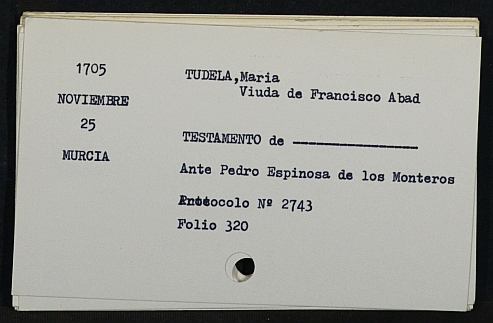 1705
NOVIEMBRE
25
MURCIA
TUDELA,Maria
Viuda de Francisco Abad
TESTAMENTO de ------------------
Ante Pedro Espinosa de los Monteros
Protocolo Nº 2743
Folio 320